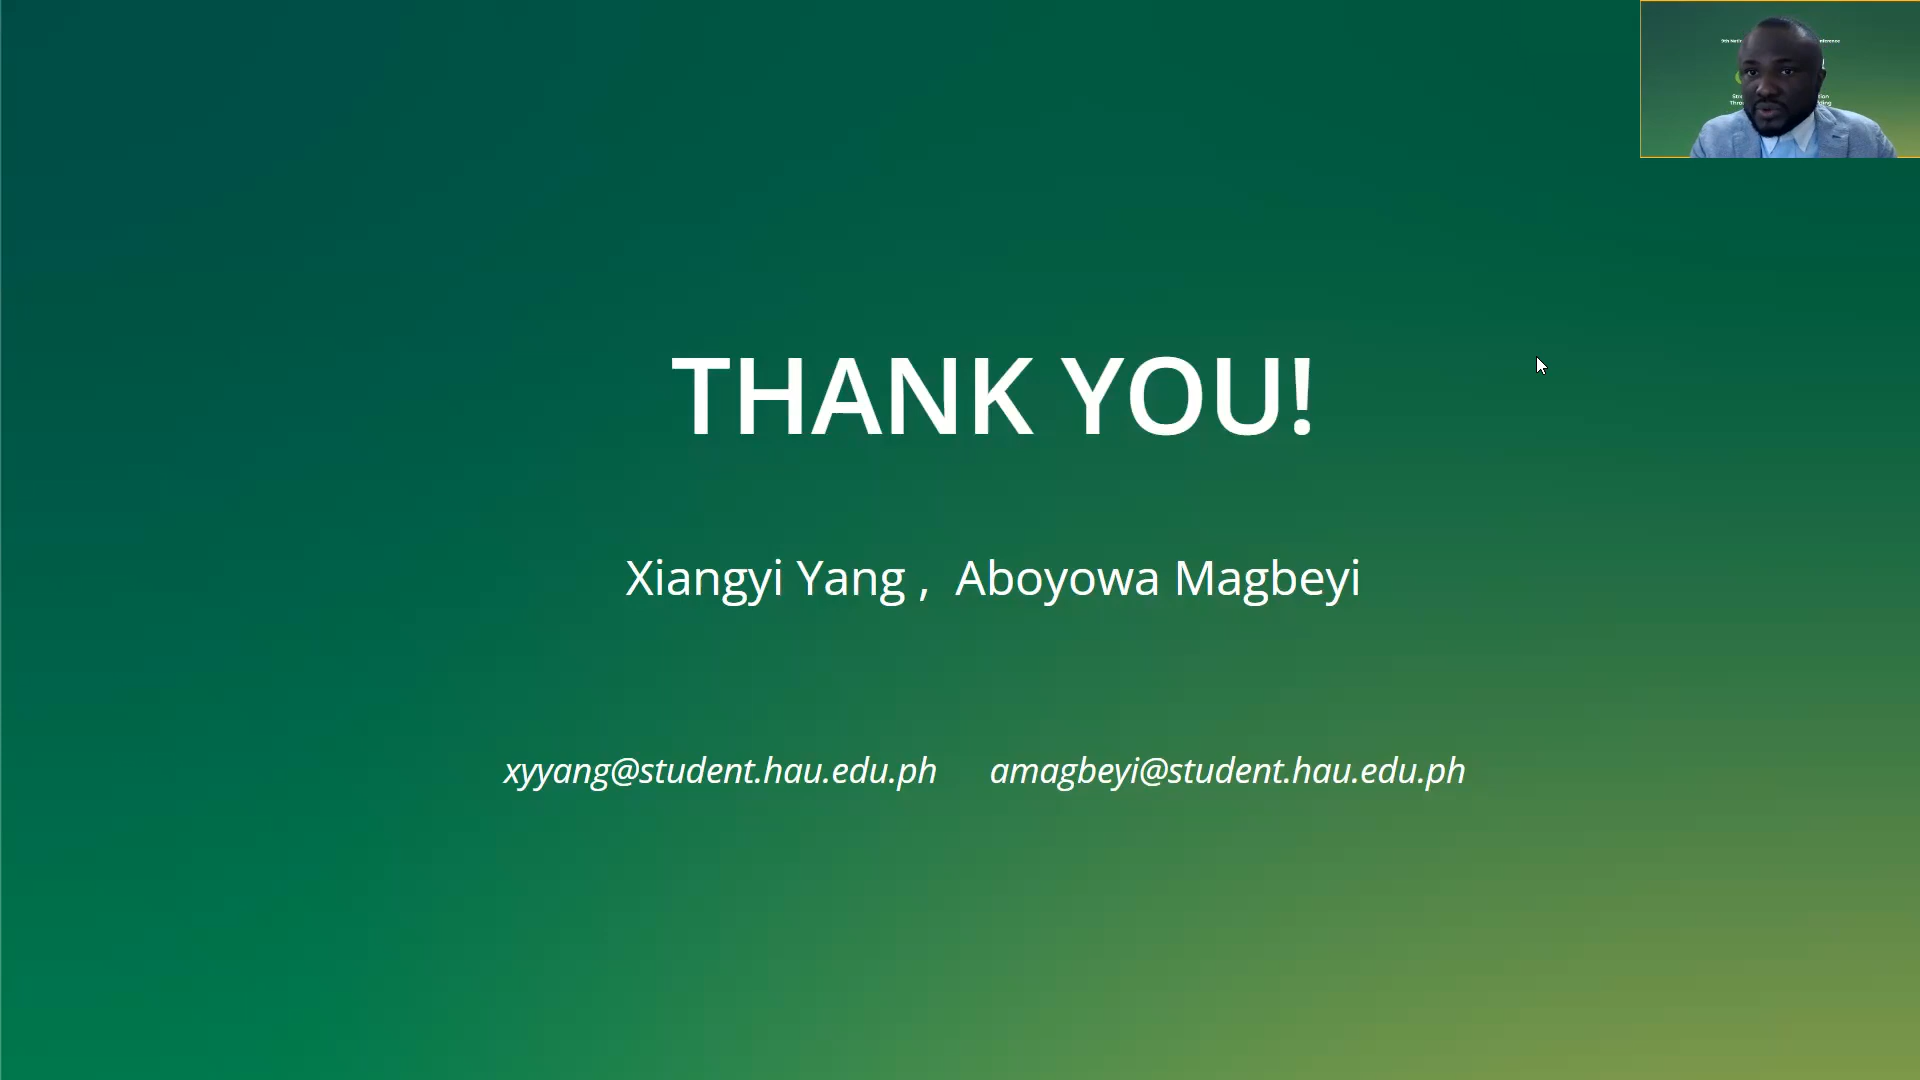 THANK YOU!
Xiangyi Yang , Aboyowa Magbeyi
xyyang@student.hau.edu.ph amagbeyi@student.hau.edu.ph